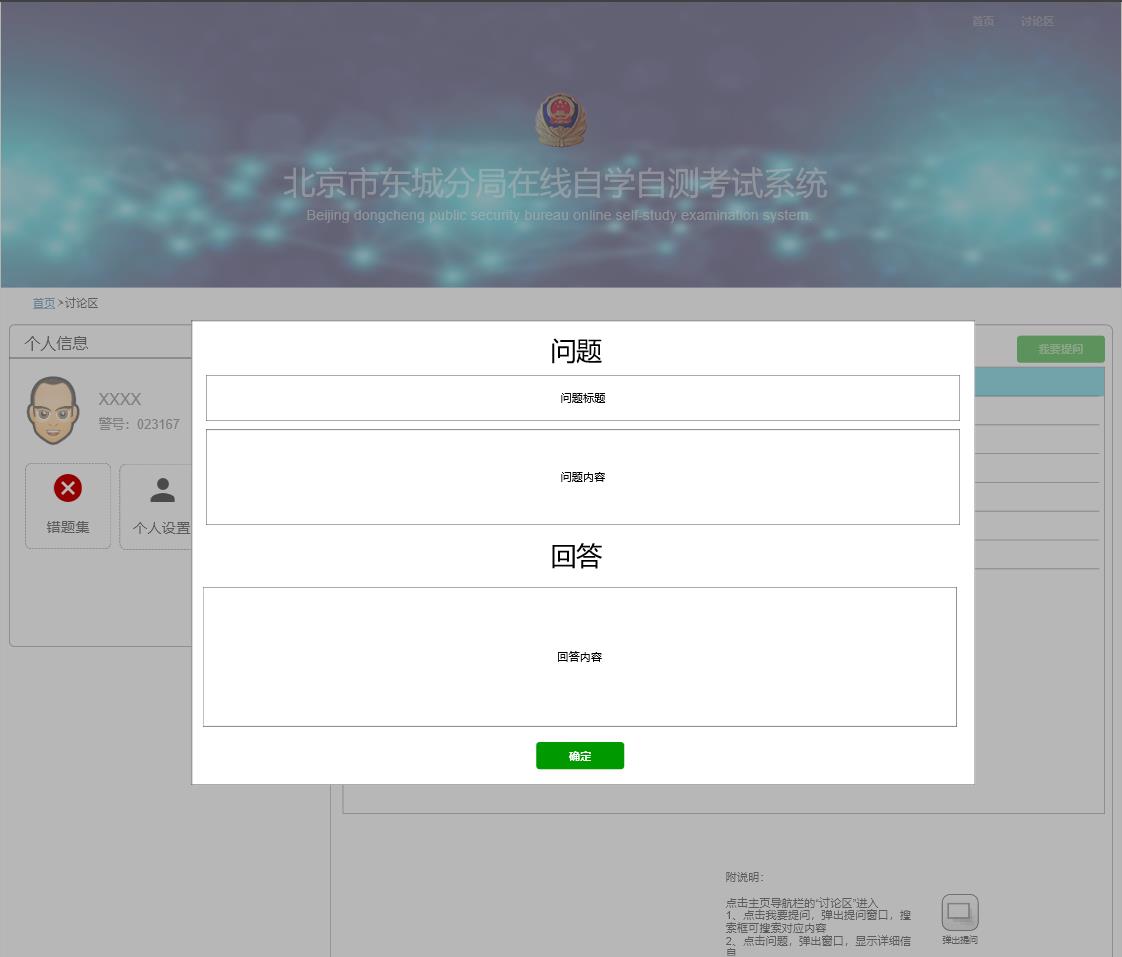 首页 讨论区
北京市东城分局在线自学自测考试系统
Beijing dongcheng public security bureau online self-study examination system.
首页>讨论区
个人信息
我要提问
问题
问题标题
XXXX
警号：023167
问题内容
错题集
个人设置
回答
回答内容
确定
附说明：
点击主页导航栏的“讨论区”进入
1、点击我要提问，弹出提问窗口，搜
索框可搜索对应内容
2、点击问题，弹出窗口，显示详细信
息
弹出提问